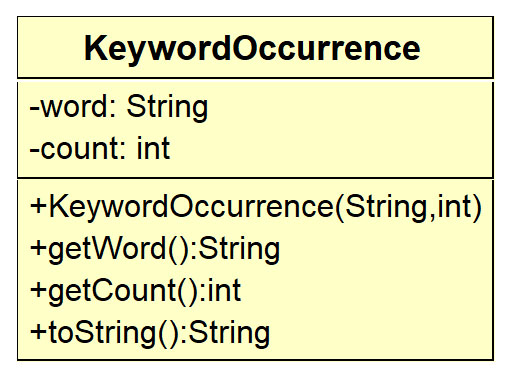 KeywordOccurrence
-word: String
-count: int
+KeywordOccurrence(String,int)
+getWord():String
+getCount():int
+toString():String